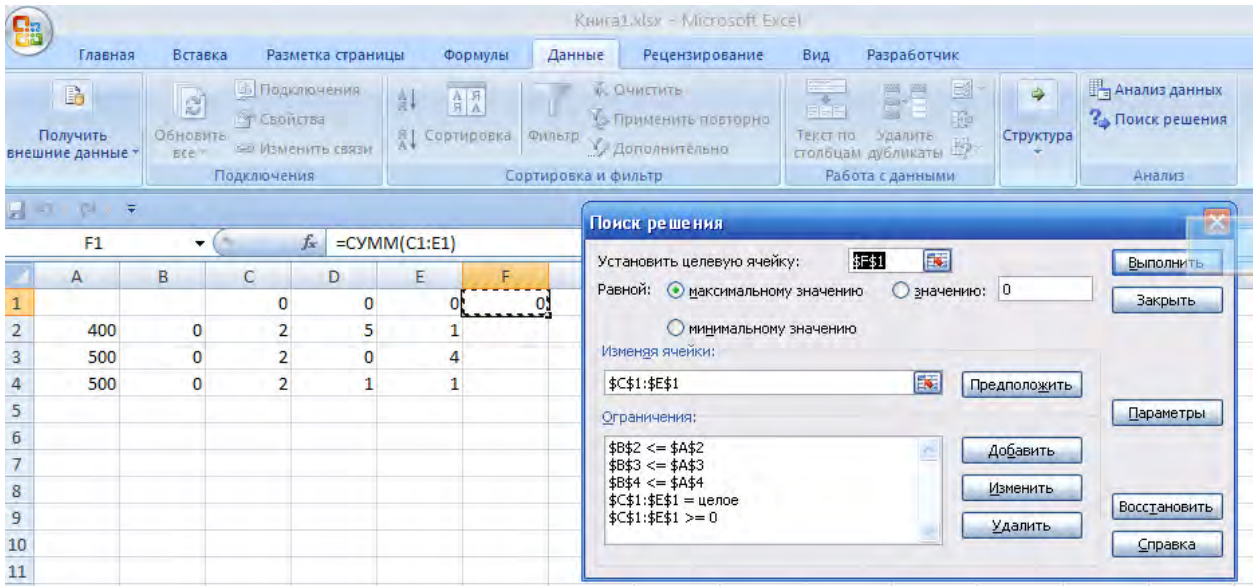 Книга1.xlsx - Microsoft Excel
Главная Вставка Разметка страницы Формулы Данные Рецензирование Вид Разработчик
Получить внешние данные
Обновить все
Подключения
Свойства
Изменить связи
Подключения
А Я
Я А
Сортировка
Фильтр
Очистить
Применить повторно
Дополнительно
Сортировка и фильтр
Текст по столбцам
Удалить дубликаты
Работа с данными
Структура
Анализ данных
Поиск решения
Анализ
F1 fx =СУММ(C1:E1)
A B C D E F
1 0 0 0 0
2 400 0 2 5 1
3 500 0 2 0 4
4 500 0 2 1 1
5
6
7
8
9
10
11
Поиск решения
Установить целевую ячейку: $F$1 Выполнить
Равной: максимальному значению значению: 0 Закрыть
минимальному значению
Изменяя ячейки:
$C$1:$E$1 Предположить
Ограничения: Параметры
$B$2 <= $A$2 Добавить
$B$3 <= $A$3
$B$4 <= $A$4 Изменить
$C$1:$E$1 = целое
$C$1:$E$1 >= 0 Удалить
Восстановить
Справка